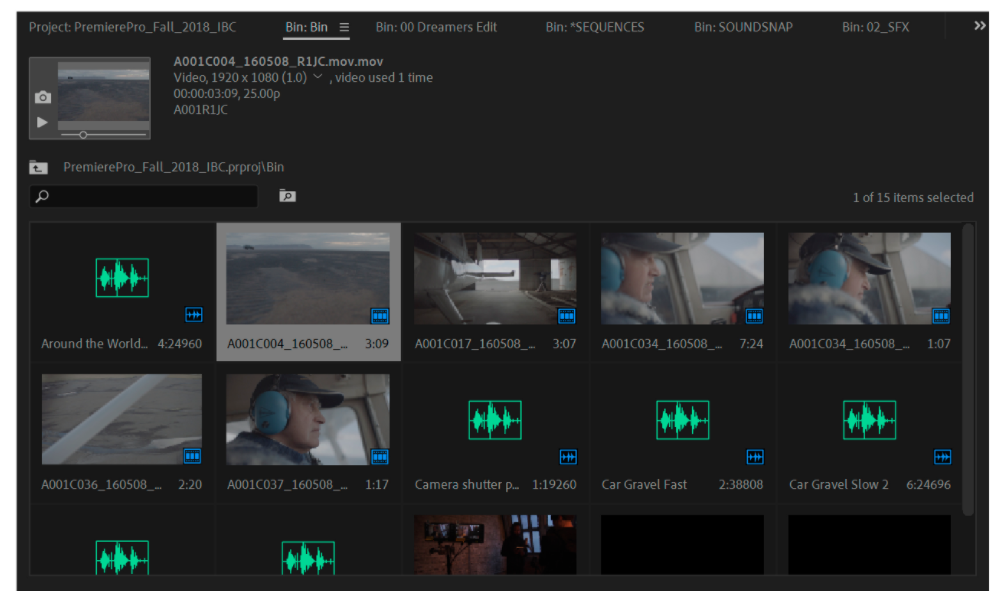 Project: PremierePro_Fall_2018_IBC Bin: Bin Bin: 00 Dreamers Edit Bin: *SEQUENCES Bin: SOUNDSNAP Bin: 02_SFX
A001C004_160508_R1JC.mov.mov
Video, 1920 x 1080 (1.0) , video used 1 time
00:00:03:09, 25.00p
A001R1JC
PremierePro_Fall_2018_IBC.prproj\Bin
1 of 15 items selected
Around the World... 4:24960 A001C004_160508_... 3:09 A001C017_160508_... 3:07 A001C034_160508_... 7:24 A001C034_160508_... 1:07
A001C036_160508_... 2:20 A001C037_160508_... 1:17 Camera shutter p... 1:19260 Car Gravel Fast 2:38808 Car Gravel Slow 2 6:24696